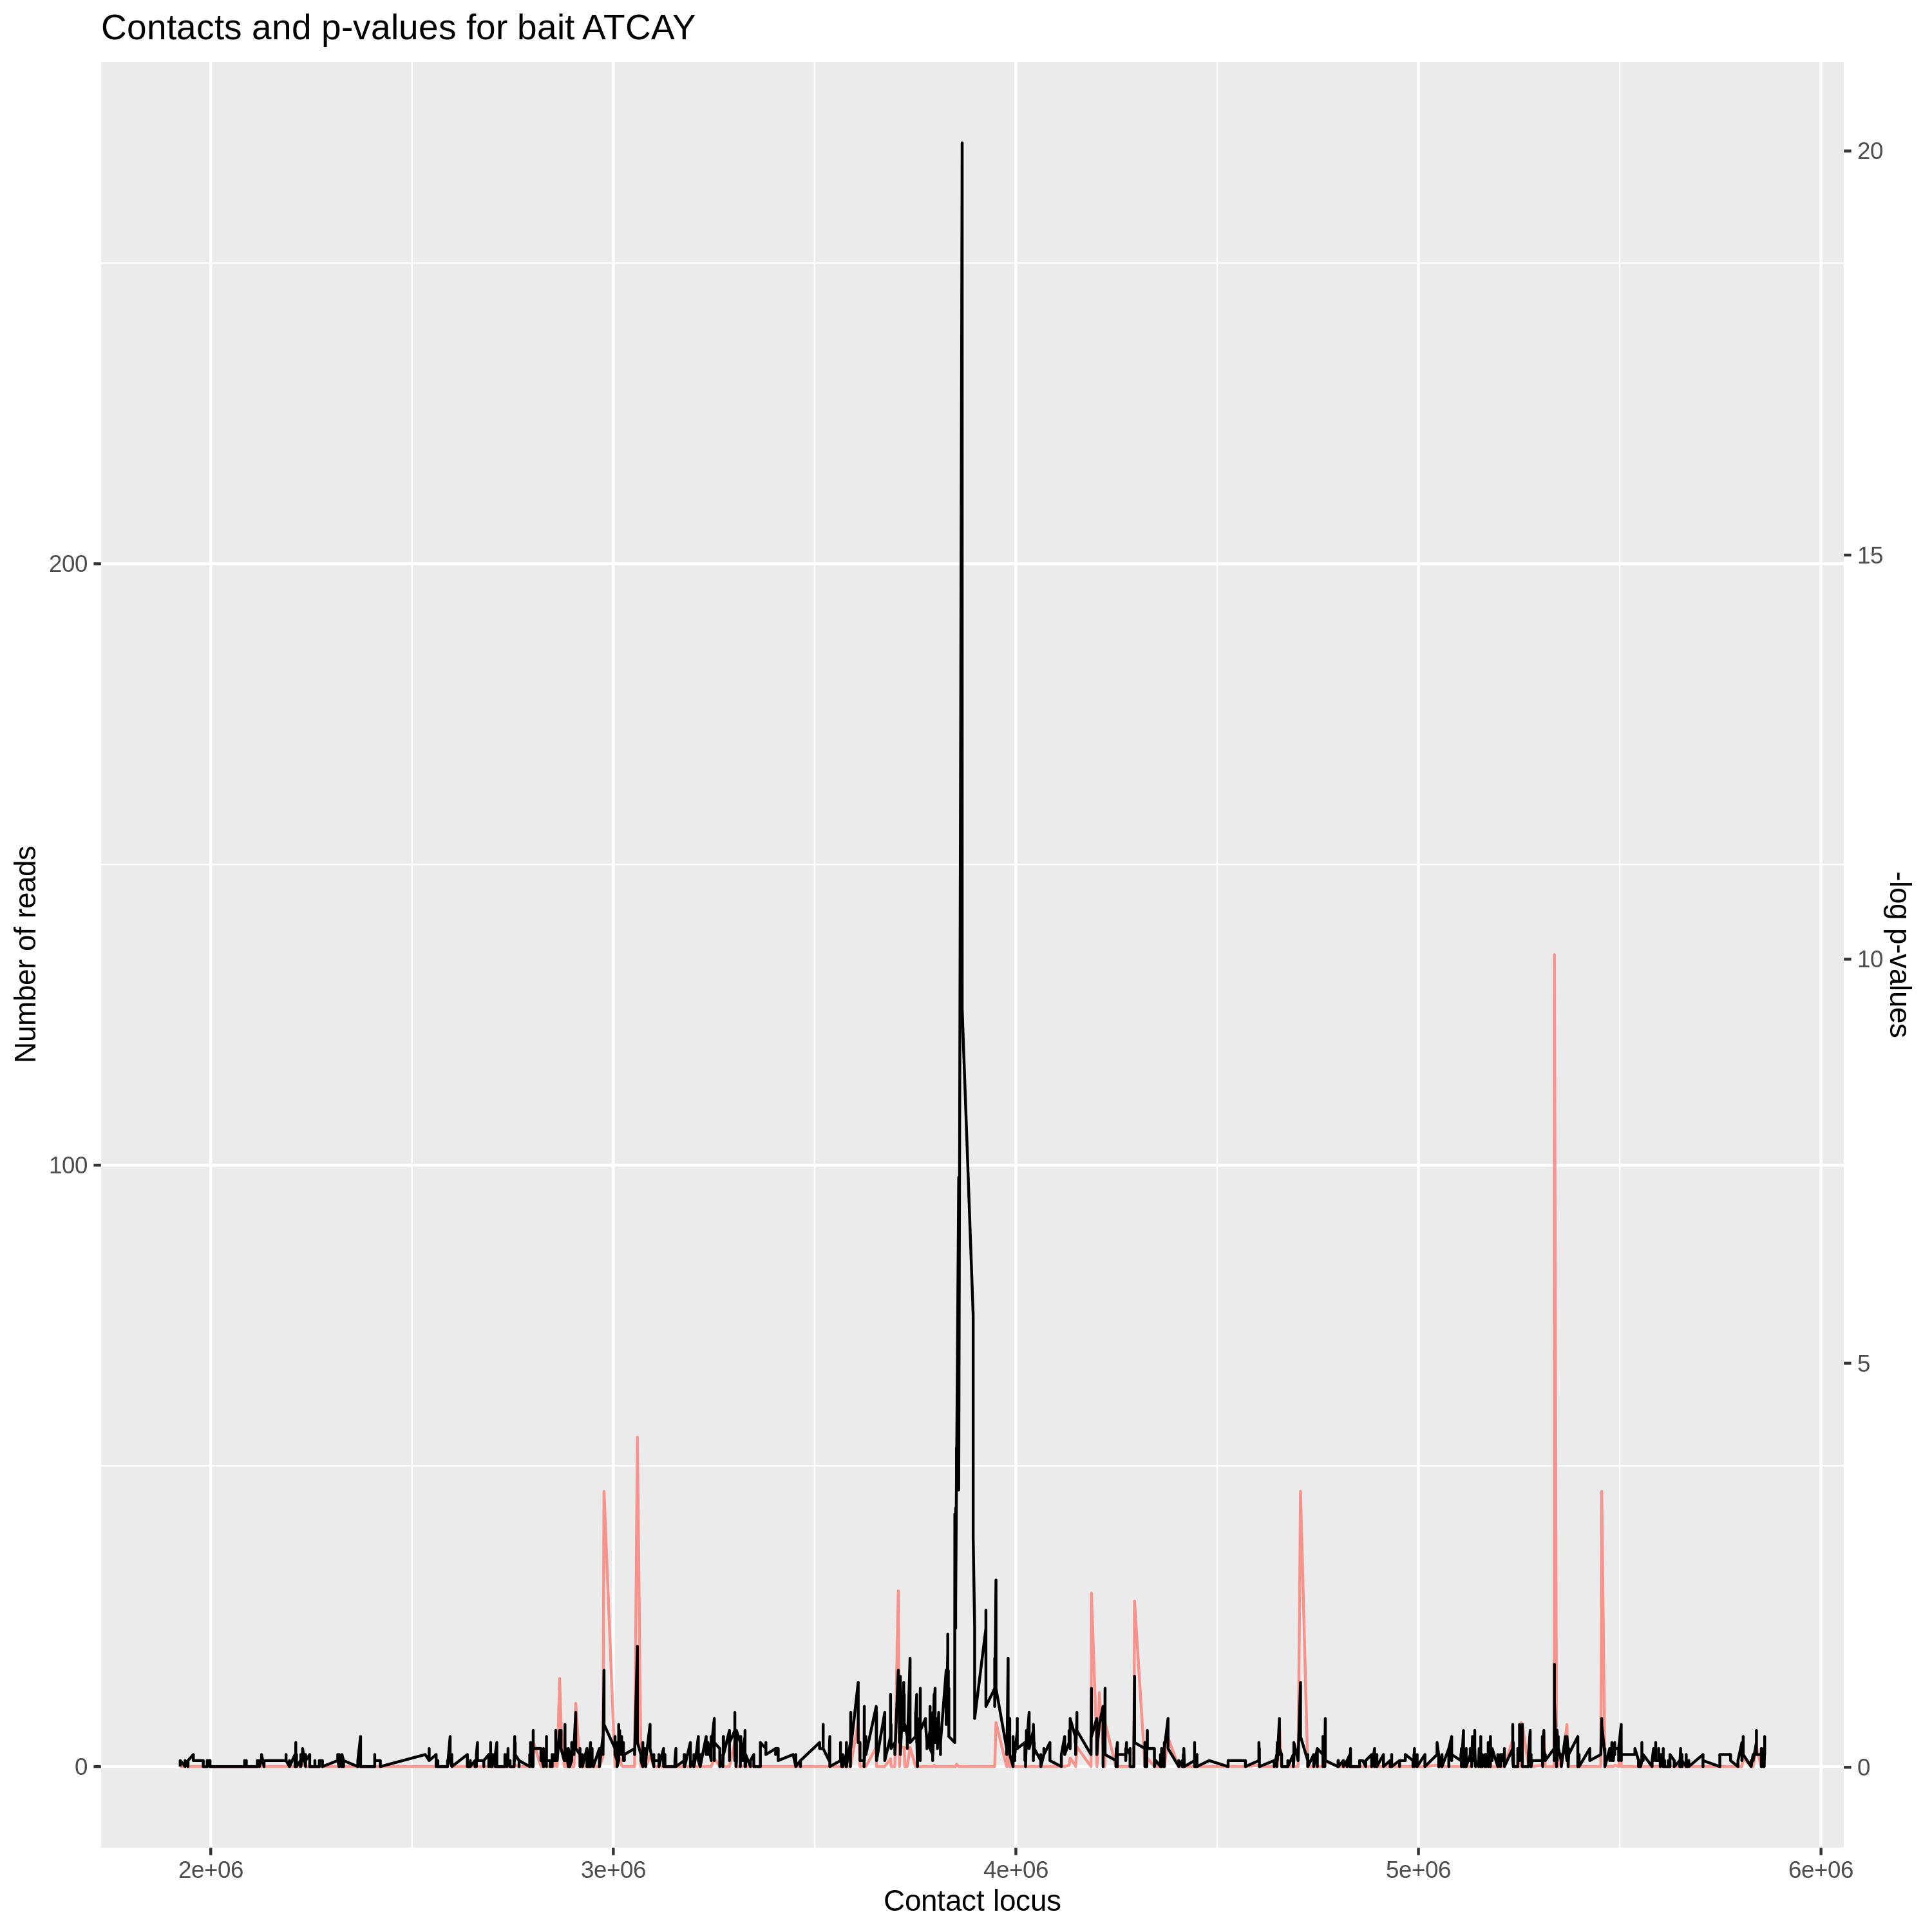 Contacts and p-values for bait ATCAY
Number of reads
200
100
0
20
15
10
5
0
-log p-values
2e+06
3e+06
4e+06
5e+06
6e+06
Contact locus